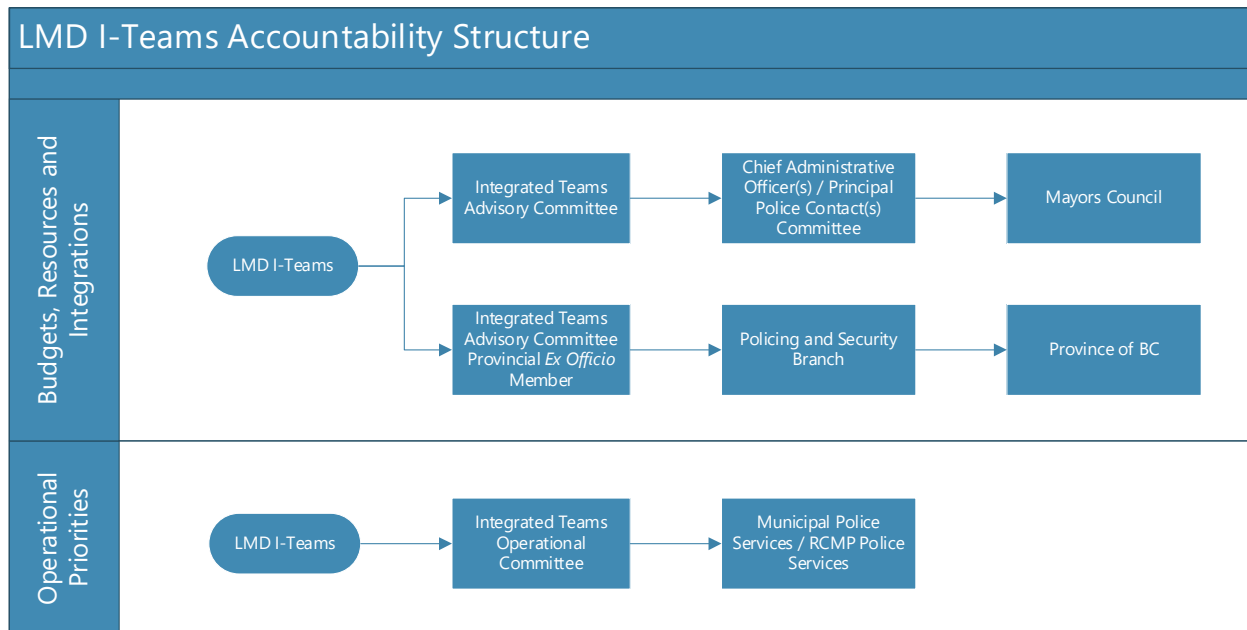 LMD I-Teams Accountability Structure
Budgets, Resources and
Integrations
LMD I-Teams
Integrated Teams
Advisory Committee
Chief Administrative
Officer(s) / Principal
Police Contact(s)
Committee
Mayors Council
Integrated Teams
Advisory Committee
Provincial Ex Officio
Member
Policing and Security
Branch
Province of BC
Operational
Priorities
LMD I-Teams
Integrated Teams
Operational
Committee
Municipal Police
Services / RCMP Police
Services